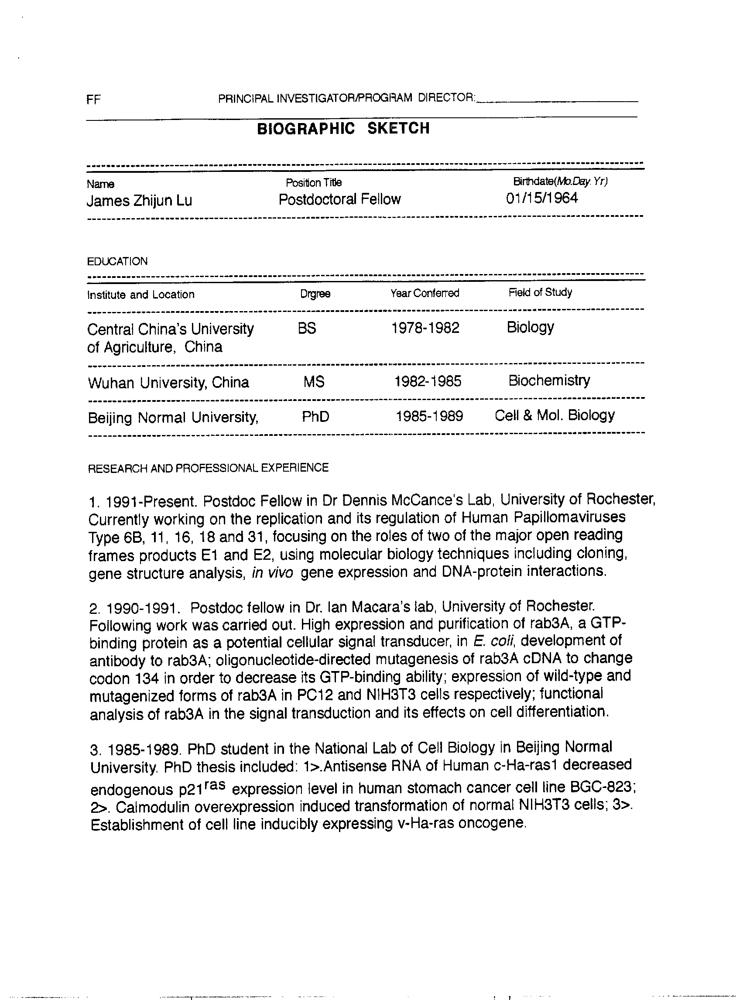 FF PRINCIPAL INVESTIGATOR/PROGRAM DIRECTOR:
BIOGRAPHIC SKETCH
Name Position Title Birthdate(Mo.Day. Yr)
James Zhijun Lu Postdoctoral Fellow 01/15/1964
EDUCATION
Institute and Location Drgree Year Conferred Field of Study
Central China's University BS 1978-1982 Biology
of Agriculture, China
Wuhan University, China MS 1982-1985 Biochemistry
Beijing Normal University, PhD 1985-1989 Cell & Mol. Biology
RESEARCH AND PROFESSIONAL EXPERIENCE
1. 1991-Present. Postdoc Fellow in Dr Dennis McCance's Lab, University of Rochester,
Currently working on the replication and its regulation of Human Papillomaviruses
Type 6B, 11, 16, 18 and 31, focusing on the roles of two of the major open reading
frames products E1 and E2, using molecular biology techniques including cloning,
gene structure analysis, in vivo gene expression and DNA-protein interactions.
2. 1990-1991. Postdoc fellow in Dr. Ian Macara's lab, University of Rochester.
Following work was carried out. High expression and purification of rab3A, a GTP-
binding protein as a potential cellular signal transducer, in E. coli, development of
antibody to rab3A; oligonucleotide-directed mutagenesis of rab3A cDNA to change
codon 134 in order to decrease its GTP-binding ability; expression of wild-type and
mutagenized forms of rab3A in PC12 and NIH3T3 cells respectively; functional
analysis of rab3A in the signal transduction and its effects on cell differentiation.
3. 1985-1989. PhD student in the National Lab of Cell Biology in Beijing Normal
University. PhD thesis included: 1>.Antisense RNA of Human c-Ha-ras1 decreased
endogenous p21ras expression level in human stomach cancer cell line BGC-823;
2>. Calmodulin overexpression induced transformation of normal NIH3T3 cells; 3>.
Establishment of cell line inducibly expressing v-Ha-ras oncogene.